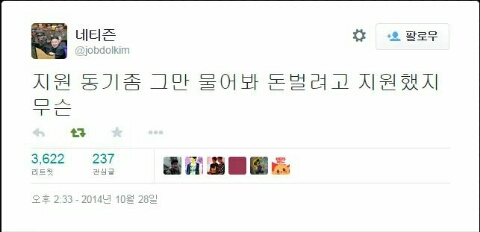 네티즌
@jobdolkim
팔로우
지원 동기좀 그만 물어봐 돈벌려고 지원했지
무슨
3,622
리트윗
237
관심글
오후 2:33 - 2014년 10월 28일